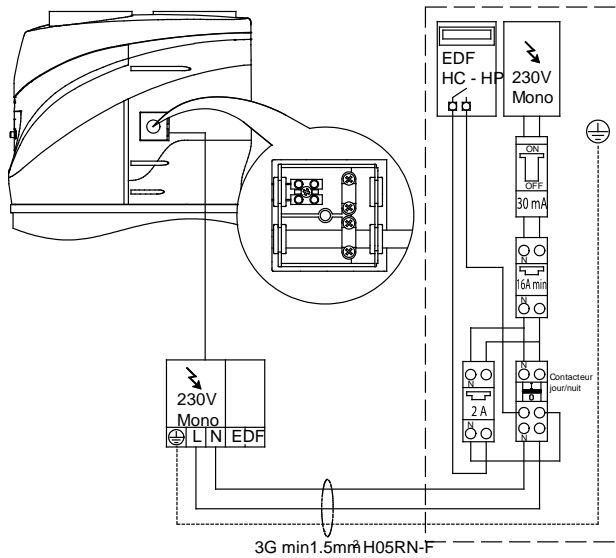 EDF
HC - HP
230V
Mono
ON
OFF
30 mA
N
16A min
N
N
2 A
N
Contacteur
jour/nuit
I
0
N
230V
Mono
L N EDF
3G min1.5mm² H05RN-F